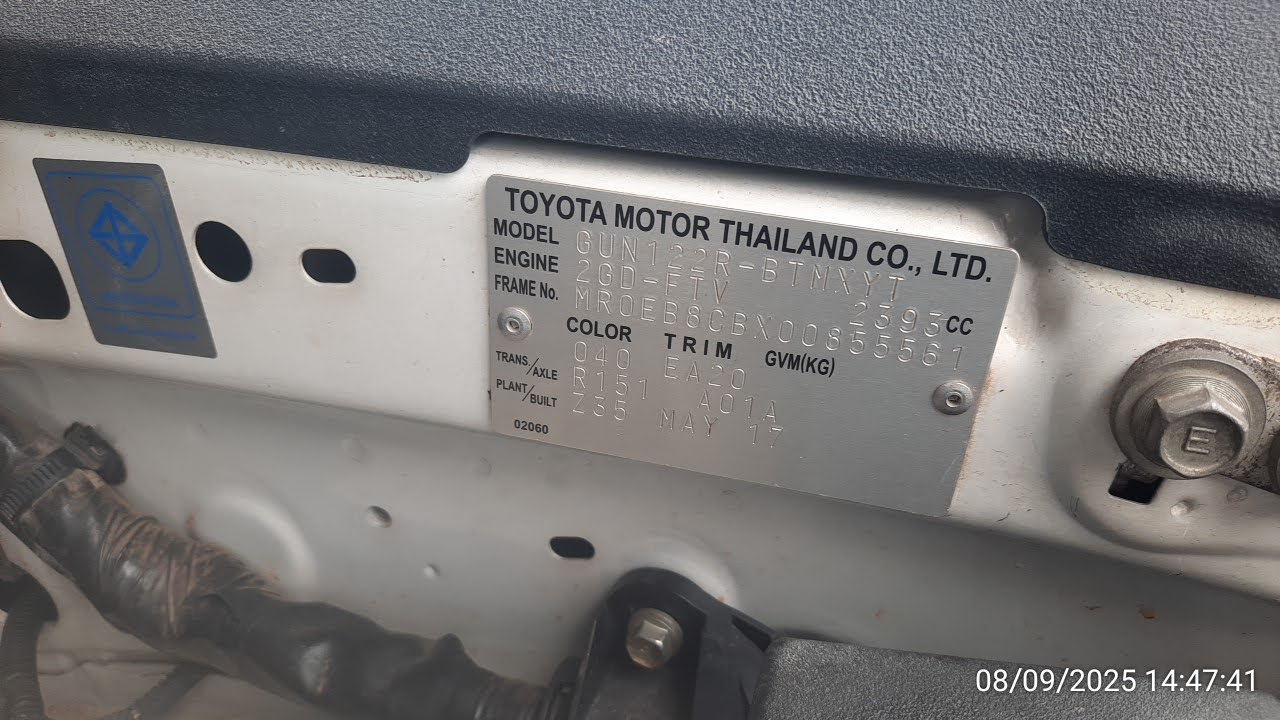 TOYOTA MOTOR THAILAND CO., LTD.
MODEL GUN122R-BTMXYT
ENGINE 2GD-FTV 2393 CC
FRAME No. MR0EB8CBX00855561
COLOR TRIM GVM(KG)
040 EA20
TRANS./AXLE R151 A01A
PLANT/BUILT Z35 MAY 17
02060
E
08/09/2025 14:47:41